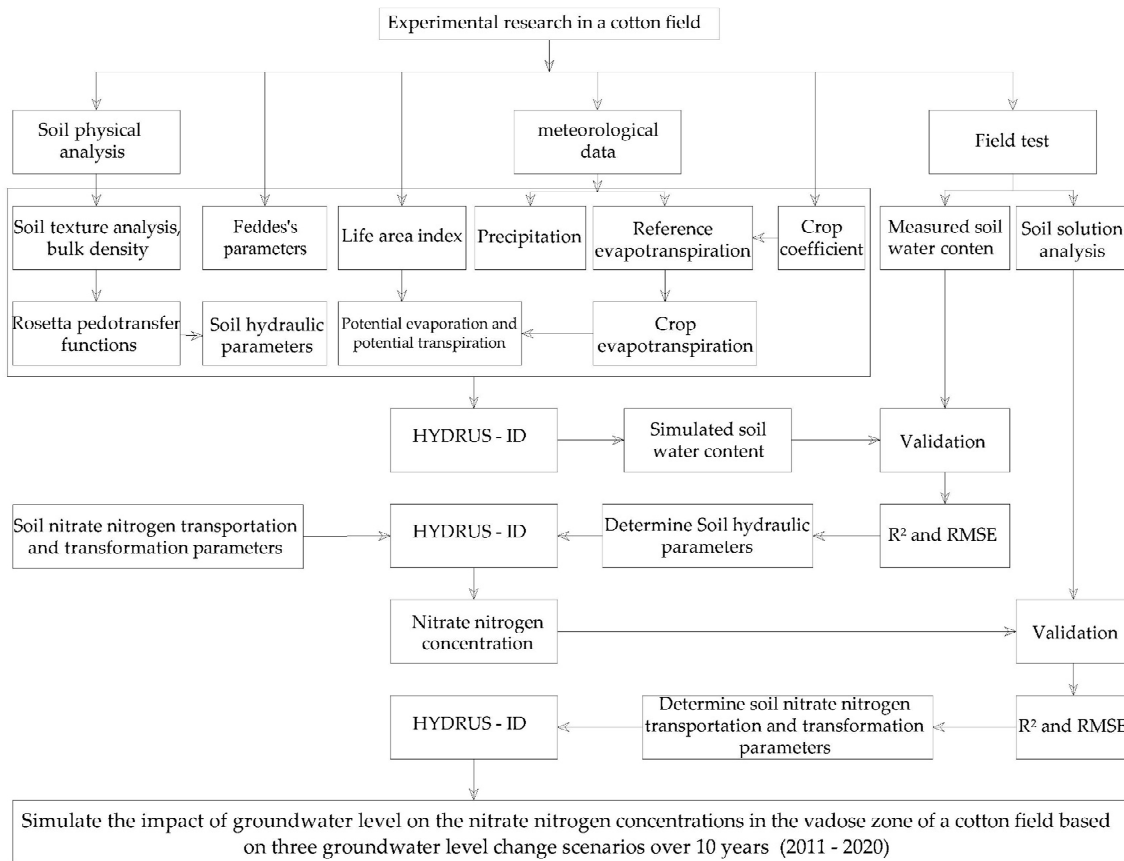 Experimental research in a cotton field
Soil physical
analysis
meteorological
data
Field test
Soil texture analysis,
bulk density
Feddes's
parameters
Life area index
Precipitation
Reference
evapotranspiration
Crop
coefficient
Measured soil
water conten
Soil solution
analysis
Rosetta pedotransfer
functions
Soil hydraulic
parameters
Potential evaporation and
potential transpiration
Crop
evapotranspiration
HYDRUS - ID
Simulated soil
water content
Validation
Soil nitrate nitrogen transportation
and transformation parameters
HYDRUS - ID
Determine Soil hydraulic
parameters
R² and RMSE
Nitrate nitrogen
concentration
Validation
HYDRUS - ID
Determine soil nitrate nitrogen
transportation and transformation
parameters
R² and RMSE
Simulate the impact of groundwater level on the nitrate nitrogen concentrations in the vadose zone of a cotton field based
on three groundwater level change scenarios over 10 years (2011 - 2020)